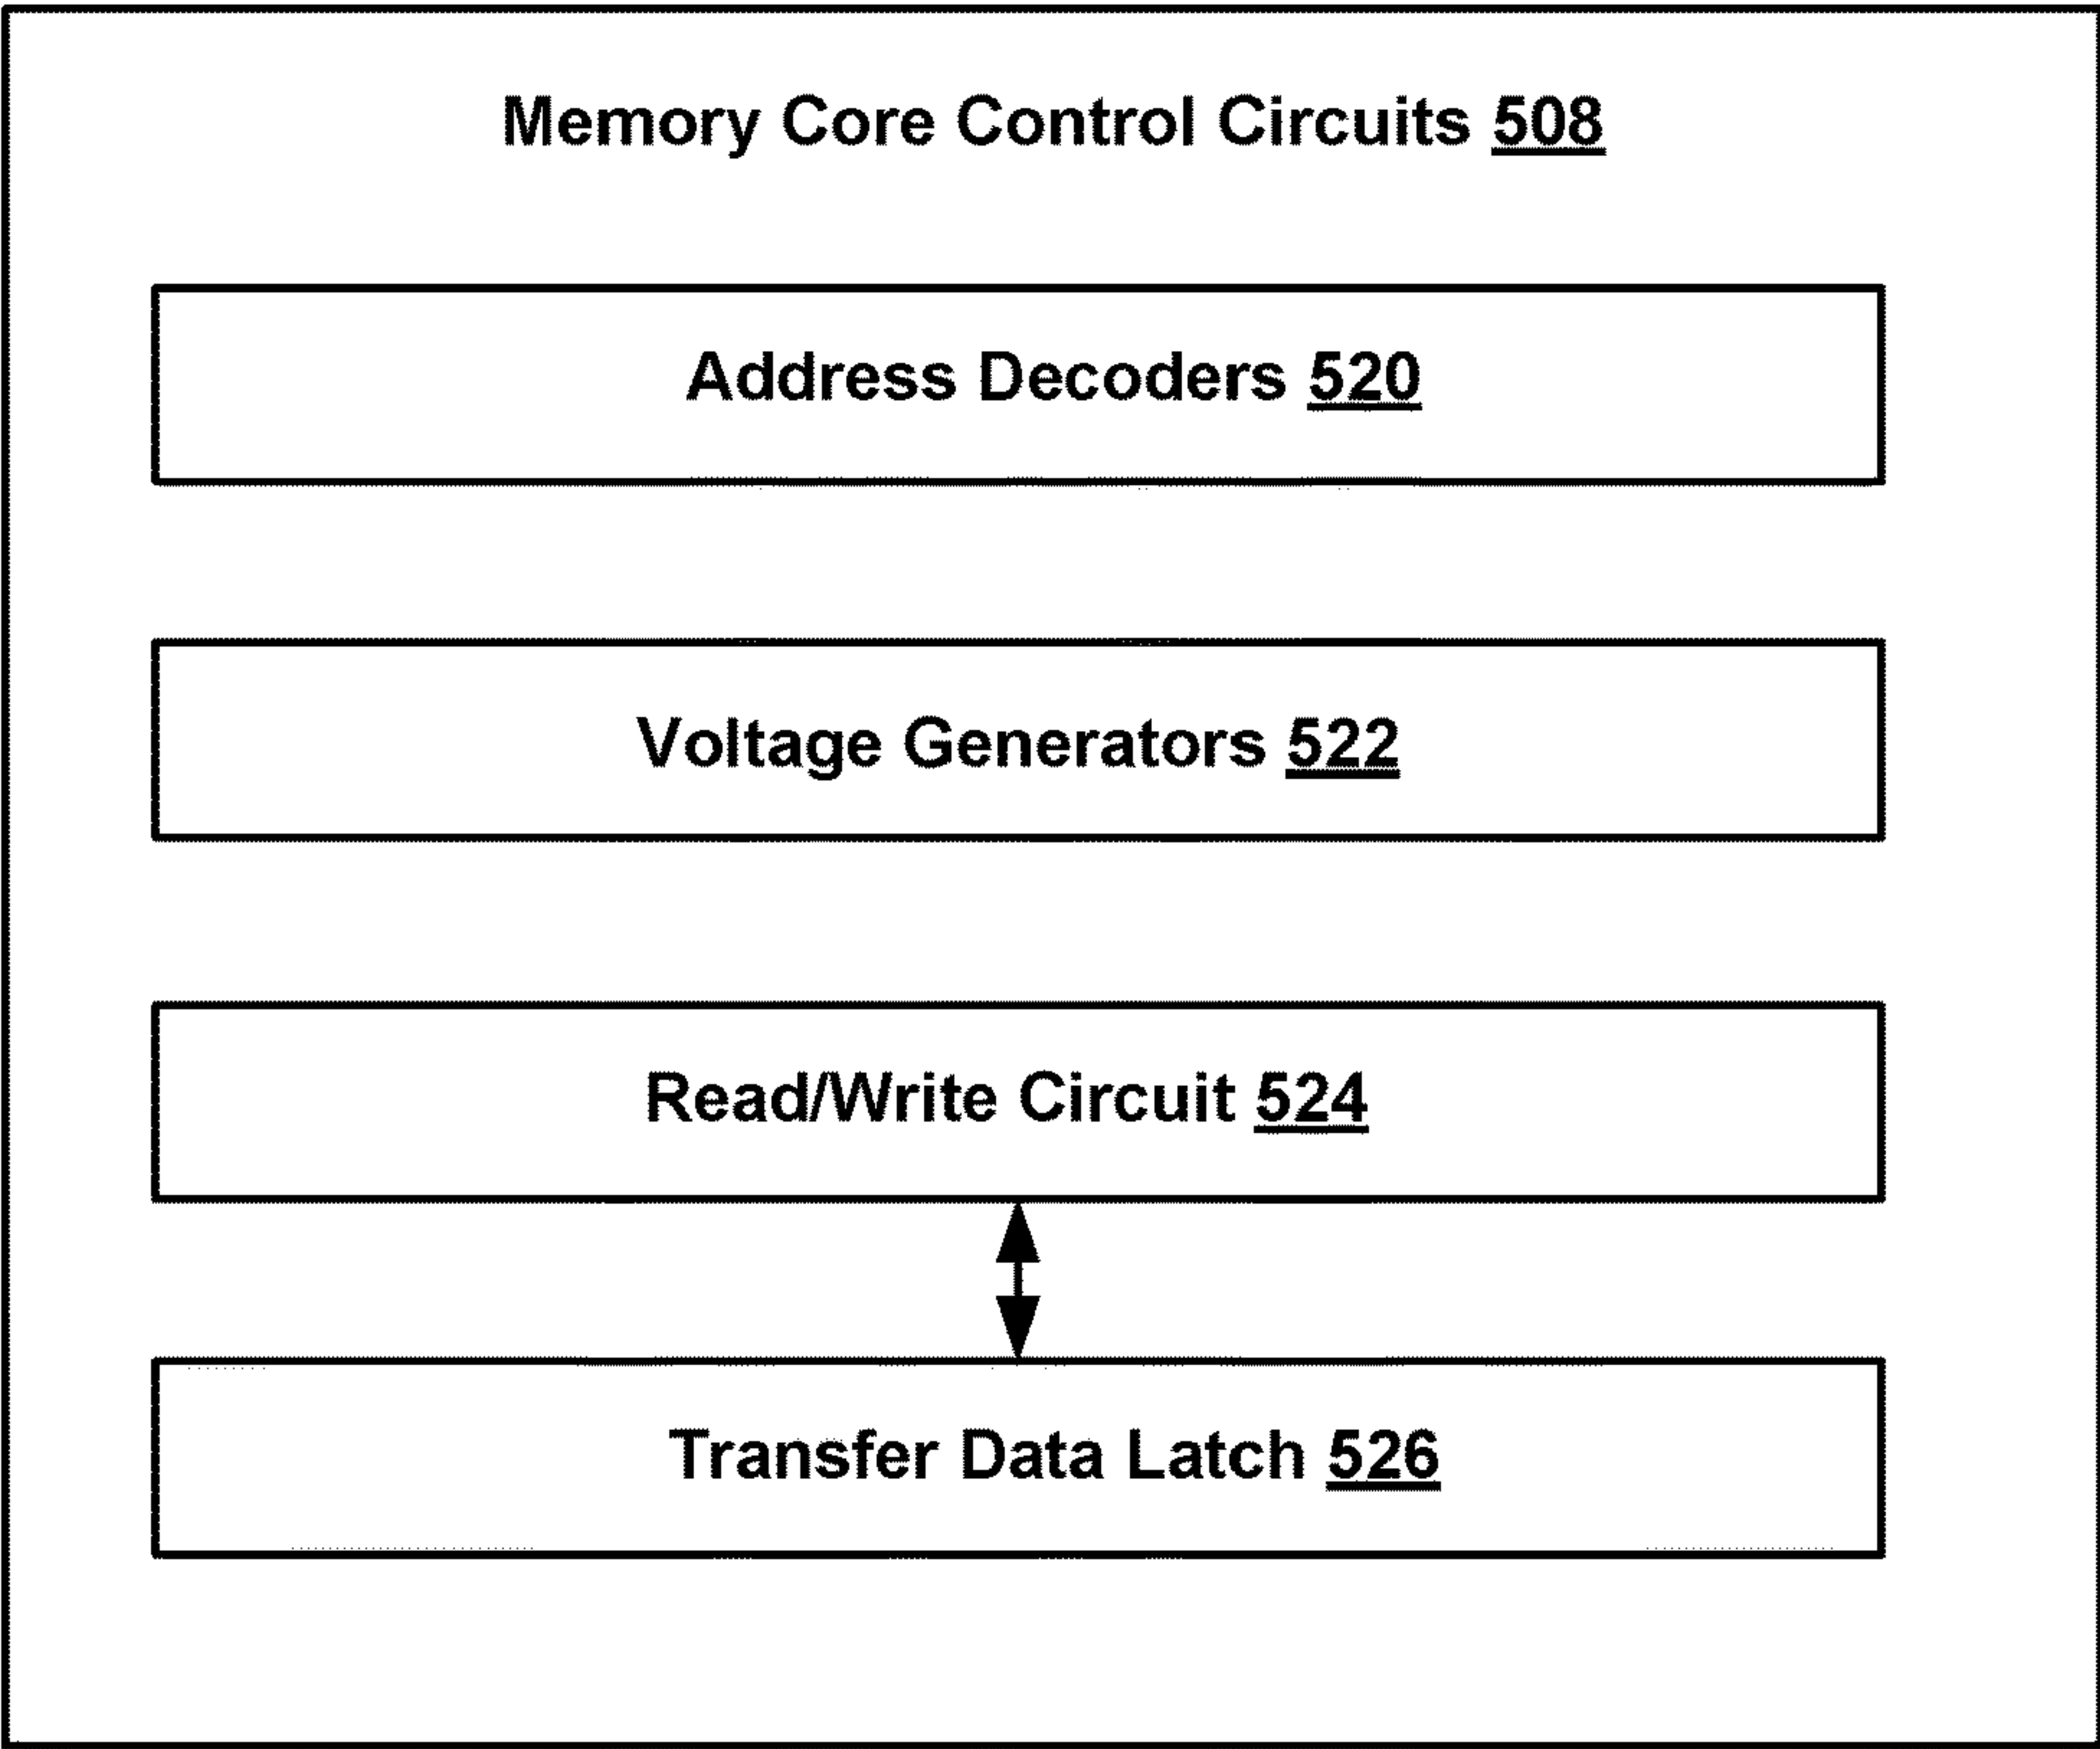 Memory Core Control Circuits 508
Address Decoders 520
Voltage Generators 522
Read/Write Circuit 524
Transfer Data Latch 526